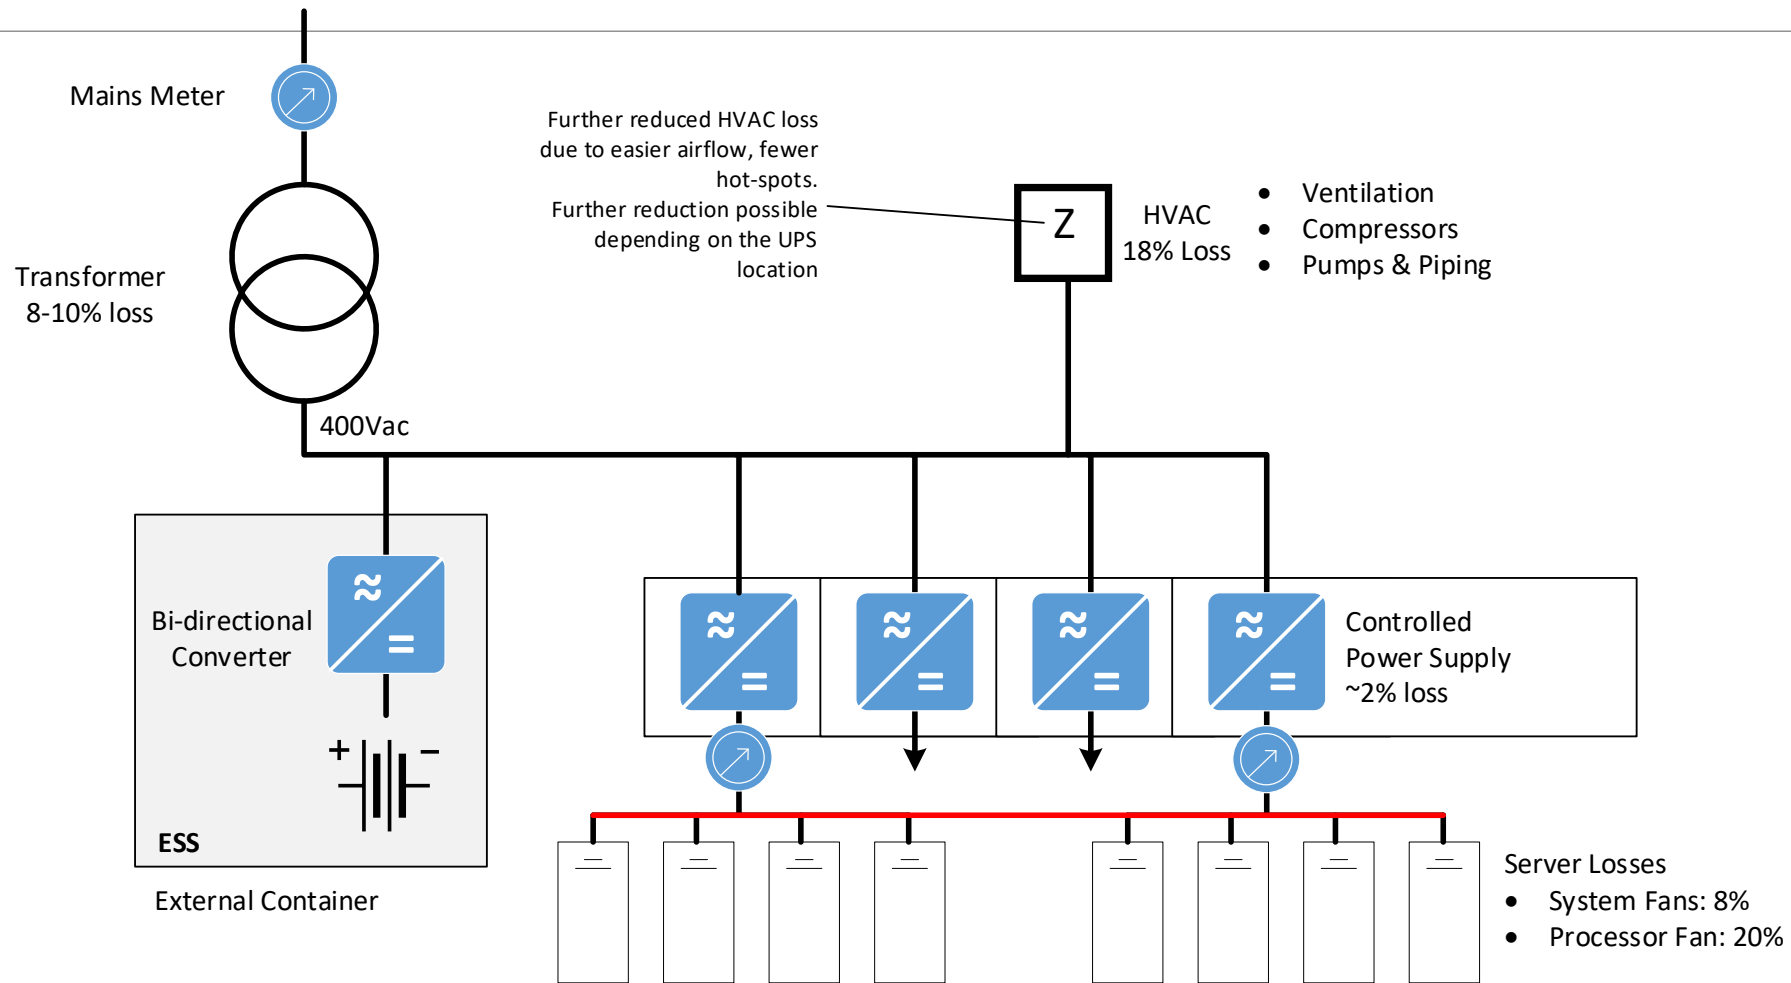 Mains Meter
Further reduced HVAC loss
due to easier airflow, fewer
hot-spots.
Further reduction possible
depending on the UPS
location
Z
HVAC
18% Loss
• Ventilation
• Compressors
• Pumps & Piping
Transformer
8-10% loss
400Vac
Bi-directional
Converter
+ −
ESS
External Container
Controlled
Power Supply
~2% loss
Server Losses
• System Fans: 8%
• Processor Fan: 20%